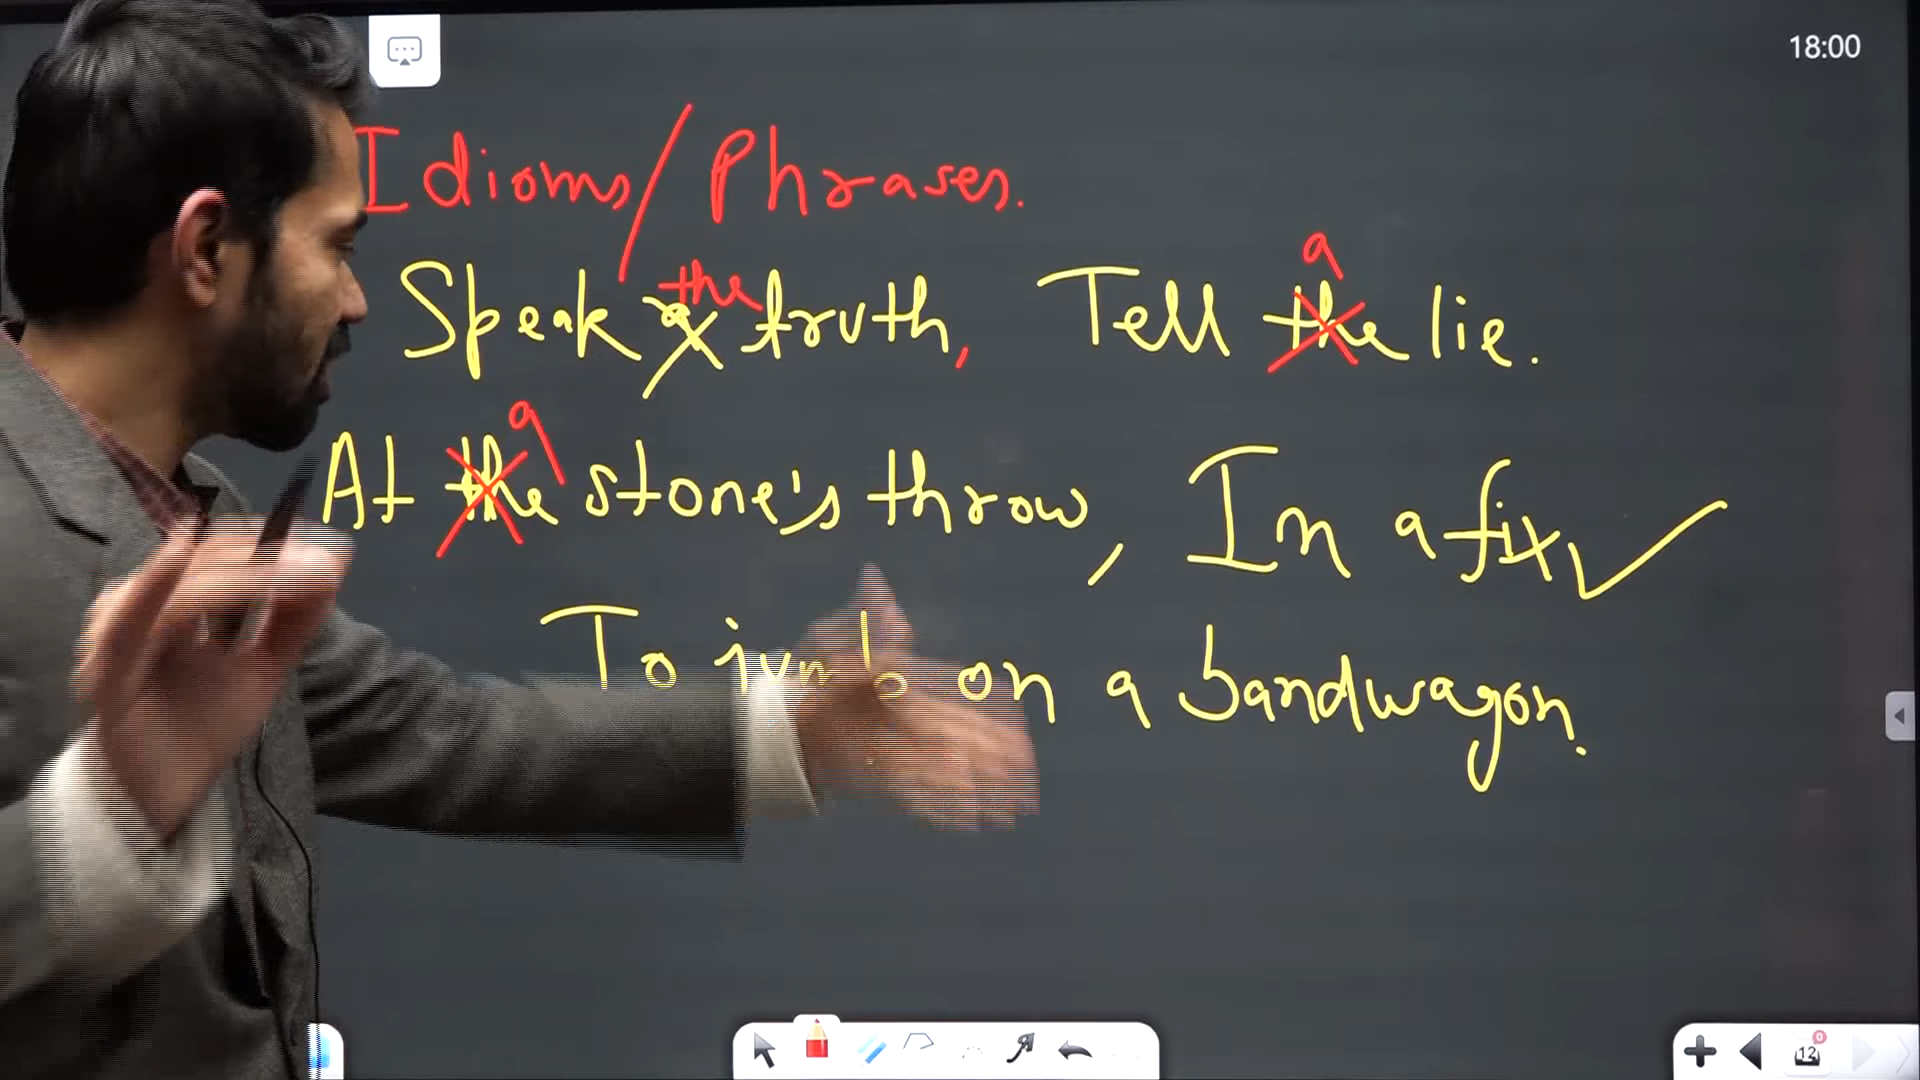 18:00
Idioms/Phrases.
the a
Speak a truth, Tell the lie.
a
At the stone's throw, In a fix
To on a bandwagon.
12